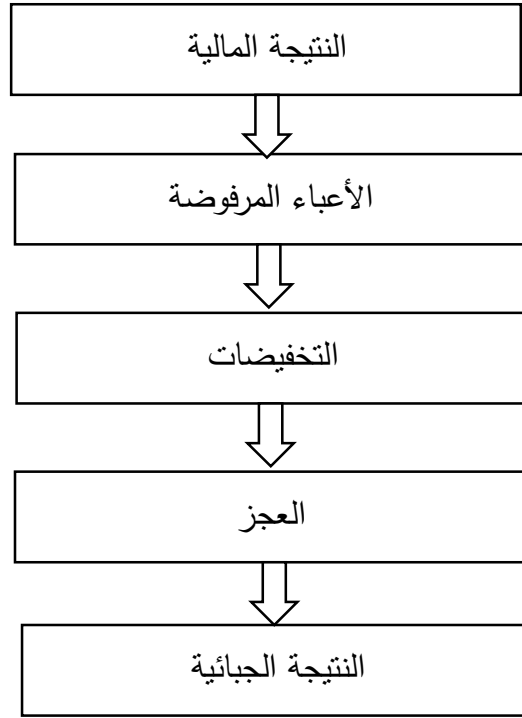 النتيجة المالية
الأعباء المرفوضة
التخفيضات
العجز
النتيجة الجبائية